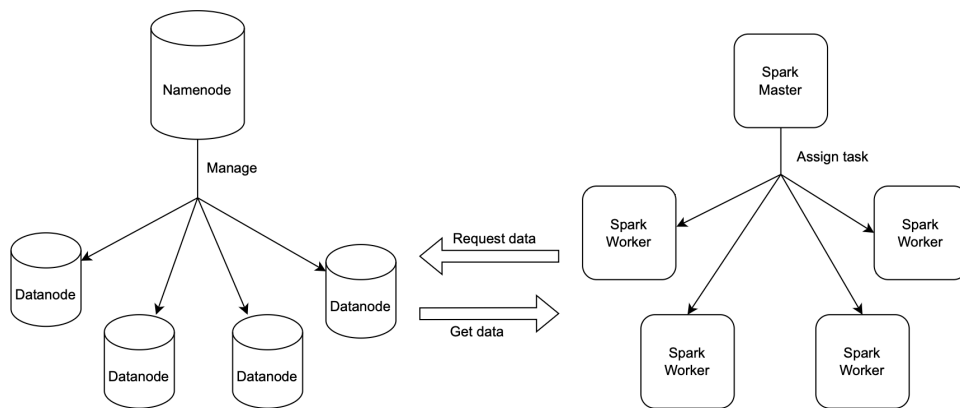 Namenode
Manage
Datanode
Datanode
Datanode
Datanode
Request data
Get data
Spark
Master
Assign task
Spark
Worker
Spark
Worker
Spark
Worker
Spark
Worker